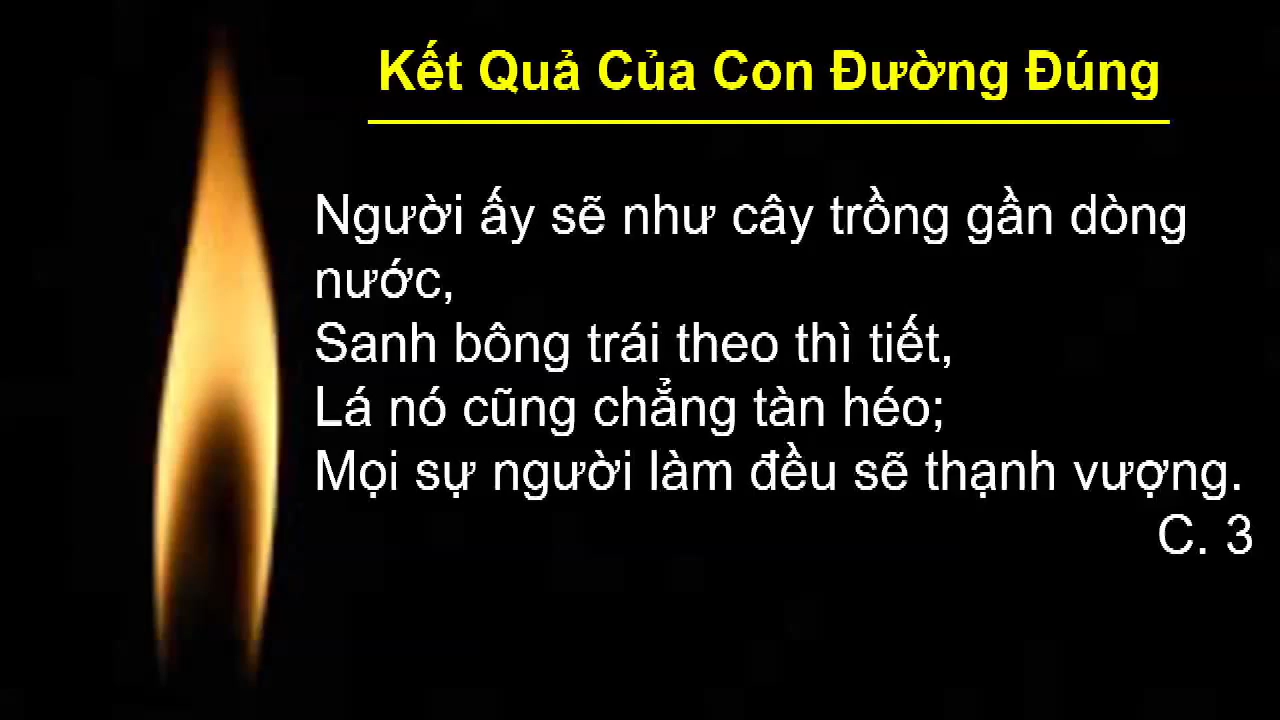 Kết Quả Của Con Đường Đúng
Người ấy sẽ như cây trồng gần dòng
nước,
Sanh bông trái theo thì tiết,
Lá nó cũng chẳng tàn héo;
Mọi sự người làm đều sẽ thạnh vượng.
C. 3